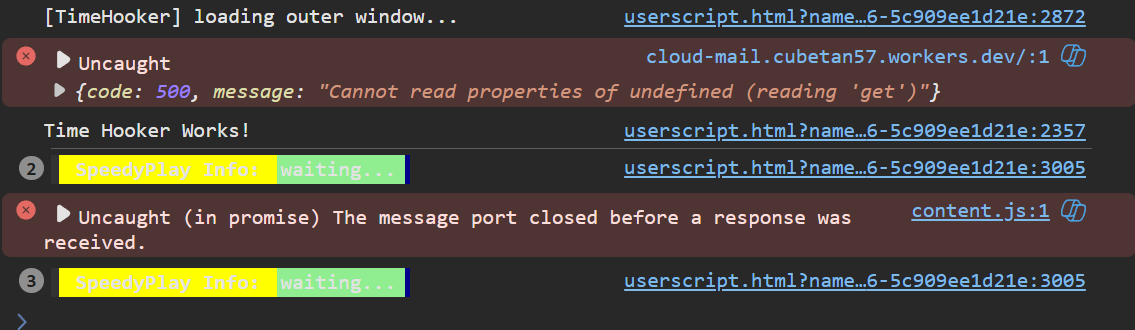 [TimeHooker] loading outer window... userscript.html?name…6-5c909ee1d21e:2872
Uncaught cloud-mail.cubetan57.workers.dev/:1
{code: 500, message: "Cannot read properties of undefined (reading 'get')"}
Time Hooker Works! userscript.html?name…6-5c909ee1d21e:2357
2 SpeedyPlay Info: waiting... userscript.html?name…6-5c909ee1d21e:3005
Uncaught (in promise) The message port closed before a response was content.js:1
received.
3 SpeedyPlay Info: waiting... userscript.html?name…6-5c909ee1d21e:3005